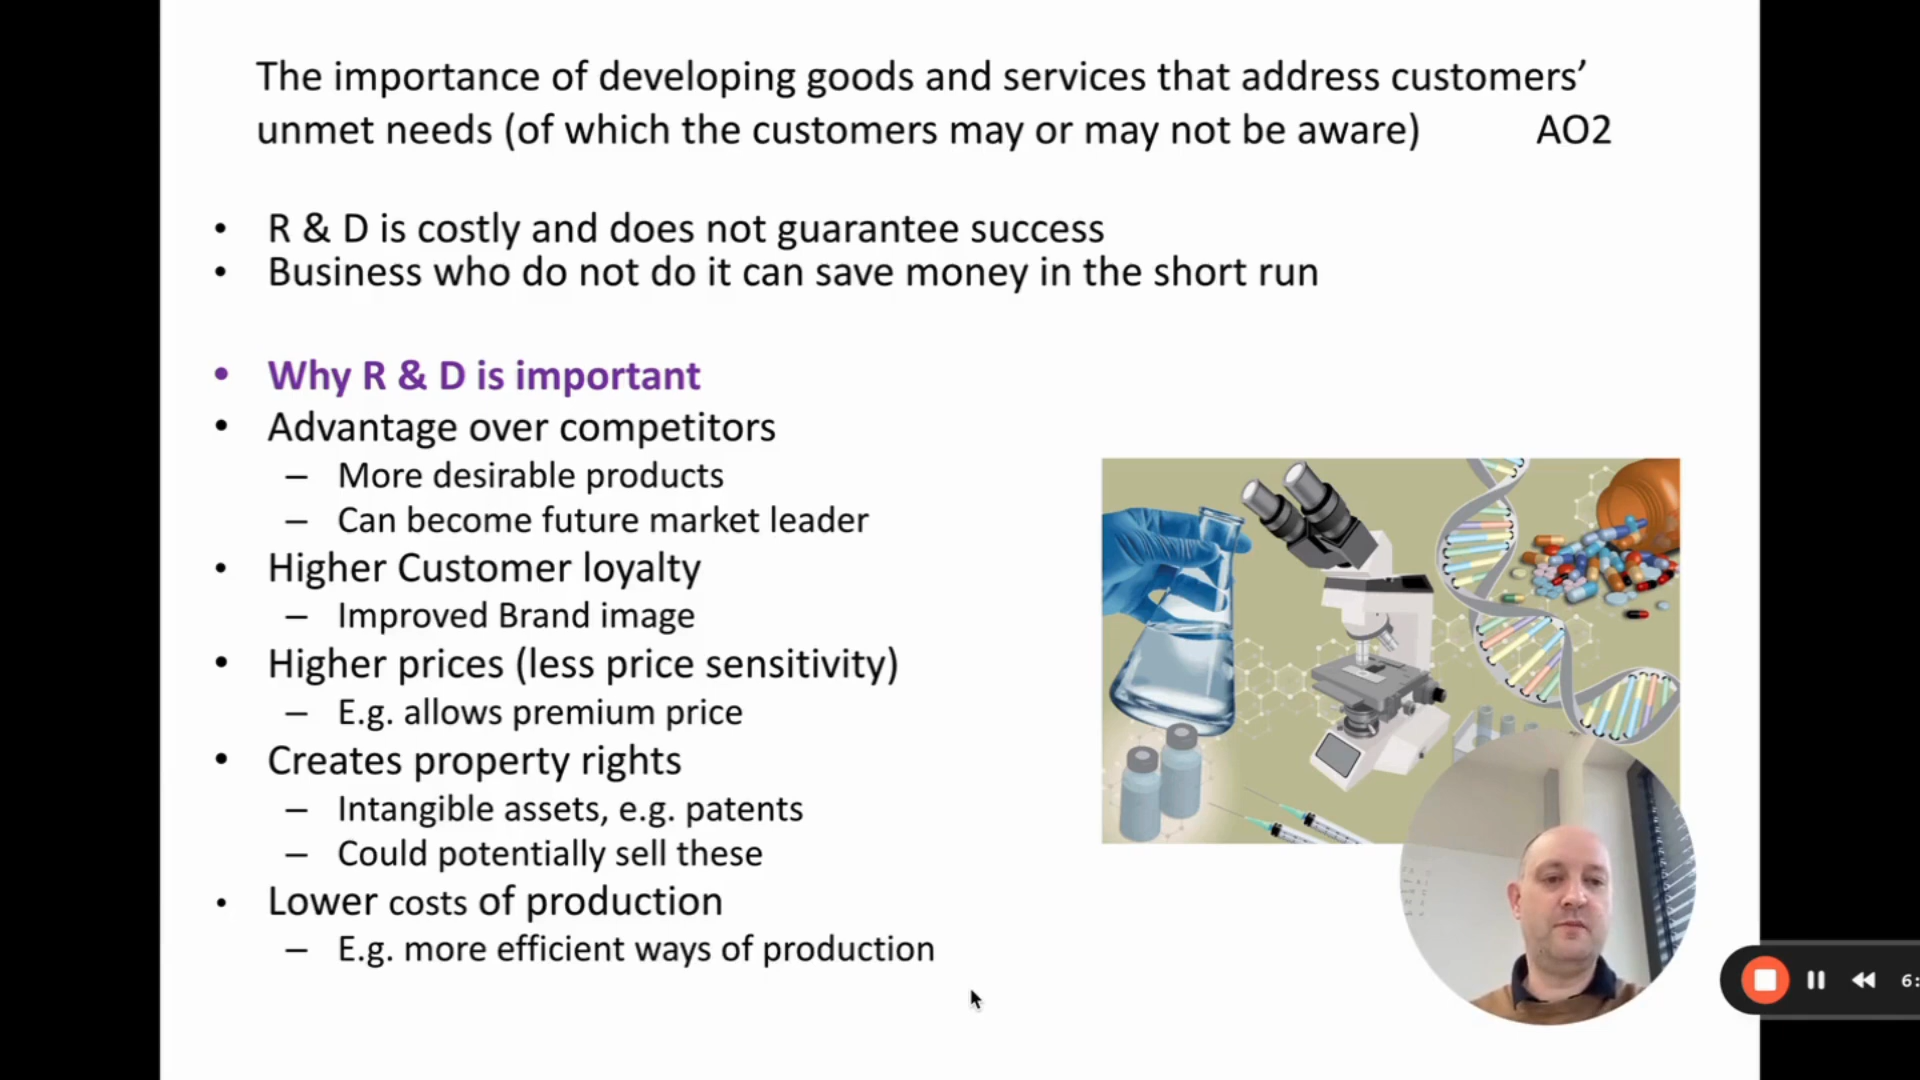 The importance of developing goods and services that address customers’
unmet needs (of which the customers may or may not be aware) AO2
• R & D is costly and does not guarantee success
• Business who do not do it can save money in the short run
• Why R & D is important
• Advantage over competitors
– More desirable products
– Can become future market leader
• Higher Customer loyalty
– Improved Brand image
• Higher prices (less price sensitivity)
– E.g. allows premium price
• Creates property rights
– Intangible assets, e.g. patents
– Could potentially sell these
• Lower costs of production
– E.g. more efficient ways of production
6: